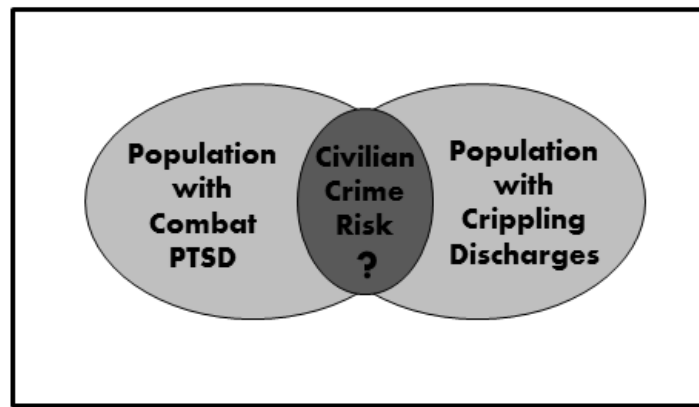 Population
with
Combat
PTSD
Civilian
Crime
Risk
?
Population
with
Crippling
Discharges